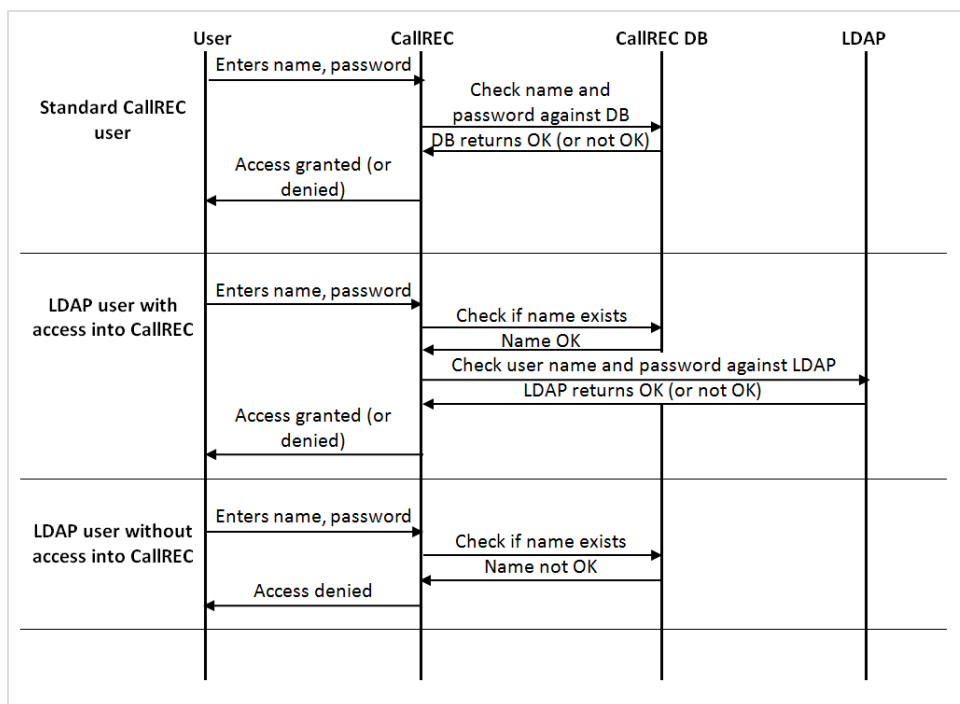 User CallREC CallREC DB LDAP
Enters name, password
Check name and
password against DB
Standard CallREC
user
DB returns OK (or not OK)
Access granted (or
denied)
Enters name, password
LDAP user with
access into CallREC
Check if name exists
Name OK
Check user name and password against LDAP
LDAP returns OK (or not OK)
Access granted (or
denied)
Enters name, password
LDAP user without
access into CallREC
Check if name exists
Name not OK
Access denied